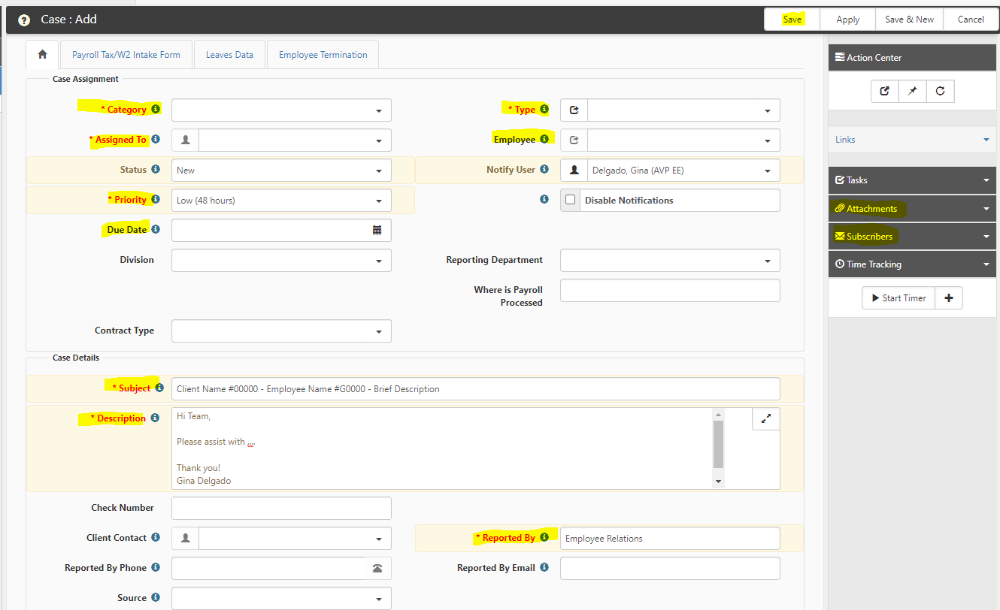 Case : Add
Save
Apply
Save & New
Cancel
Payroll Tax/W2 Intake Form
Leaves Data
Employee Termination
Action Center
Links
Tasks
Attachments
Subscribers
Time Tracking
Start Timer
Case Assignment
* Category
* Type
* Assigned To
Employee
Status
New
Notify User
Delgado, Gina (AVP EE)
* Priority
Low (48 hours)
Disable Notifications
Due Date
Division
Reporting Department
Where is Payroll
Processed
Contract Type
Case Details
* Subject
Client Name #00000 - Employee Name #G0000 - Brief Description
* Description
Hi Team,
Please assist with ....
Thank you!
Gina Delgado
Check Number
Client Contact
* Reported By
Employee Relations
Reported By Phone
Reported By Email
Source